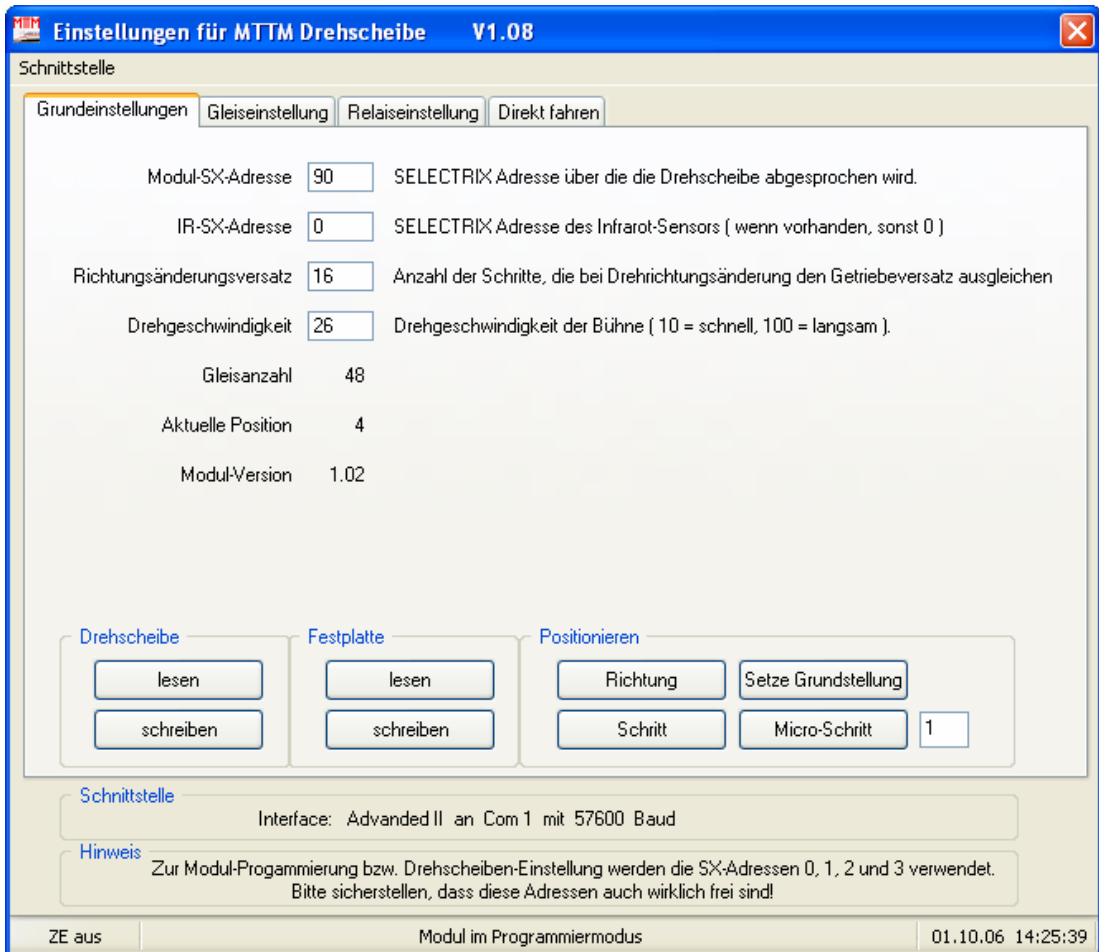 MTTM
Einstellungen für MTTM Drehscheibe V1.08
Schnittstelle
Grundeinstellungen Gleiseinstellung Relaiseinstellung Direkt fahren
Modul-SX-Adresse 90 SELECTRIX Adresse über die die Drehscheibe abgesprochen wird.
IR-SX-Adresse 0 SELECTRIX Adresse des Infrarot-Sensors ( wenn vorhanden, sonst 0 )
Richtungsänderungsversatz 16 Anzahl der Schritte, die bei Drehrichtungsänderung den Getriebeversatz ausgleichen
Drehgeschwindigkeit 26 Drehgeschwindigkeit der Bühne ( 10 = schnell, 100 = langsam ).
Gleisanzahl 48
Aktuelle Position 4
Modul-Version 1.02
Drehscheibe Festplatte Positionieren
lesen lesen Richtung Setze Grundstellung
schreiben schreiben Schritt Micro-Schritt 1
Schnittstelle
Interface: Advanded II an Com 1 mit 57600 Baud
Hinweis
Zur Modul-Progammierung bzw. Drehscheiben-Einstellung werden die SX-Adressen 0, 1, 2 und 3 verwendet.
Bitte sicherstellen, dass diese Adressen auch wirklich frei sind!
ZE aus Modul im Programmiermodus 01.10.06 14:25:39